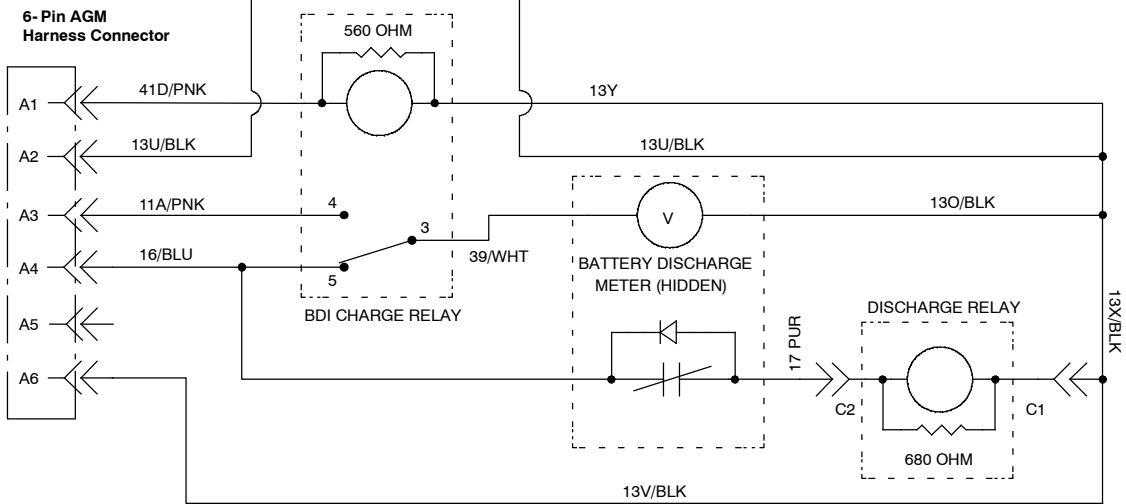 6-Pin AGM
Harness Connector
560 OHM
A1
41D/PNK
13Y
A2
13U/BLK
13U/BLK
A3
11A/PNK
4
3
V
13O/BLK
A4
16/BLU
5
39/WHT
BATTERY DISCHARGE
METER (HIDDEN)
BDI CHARGE RELAY
DISCHARGE RELAY
13X/BLK
A5
17 PUR
A6
C2
C1
680 OHM
13V/BLK